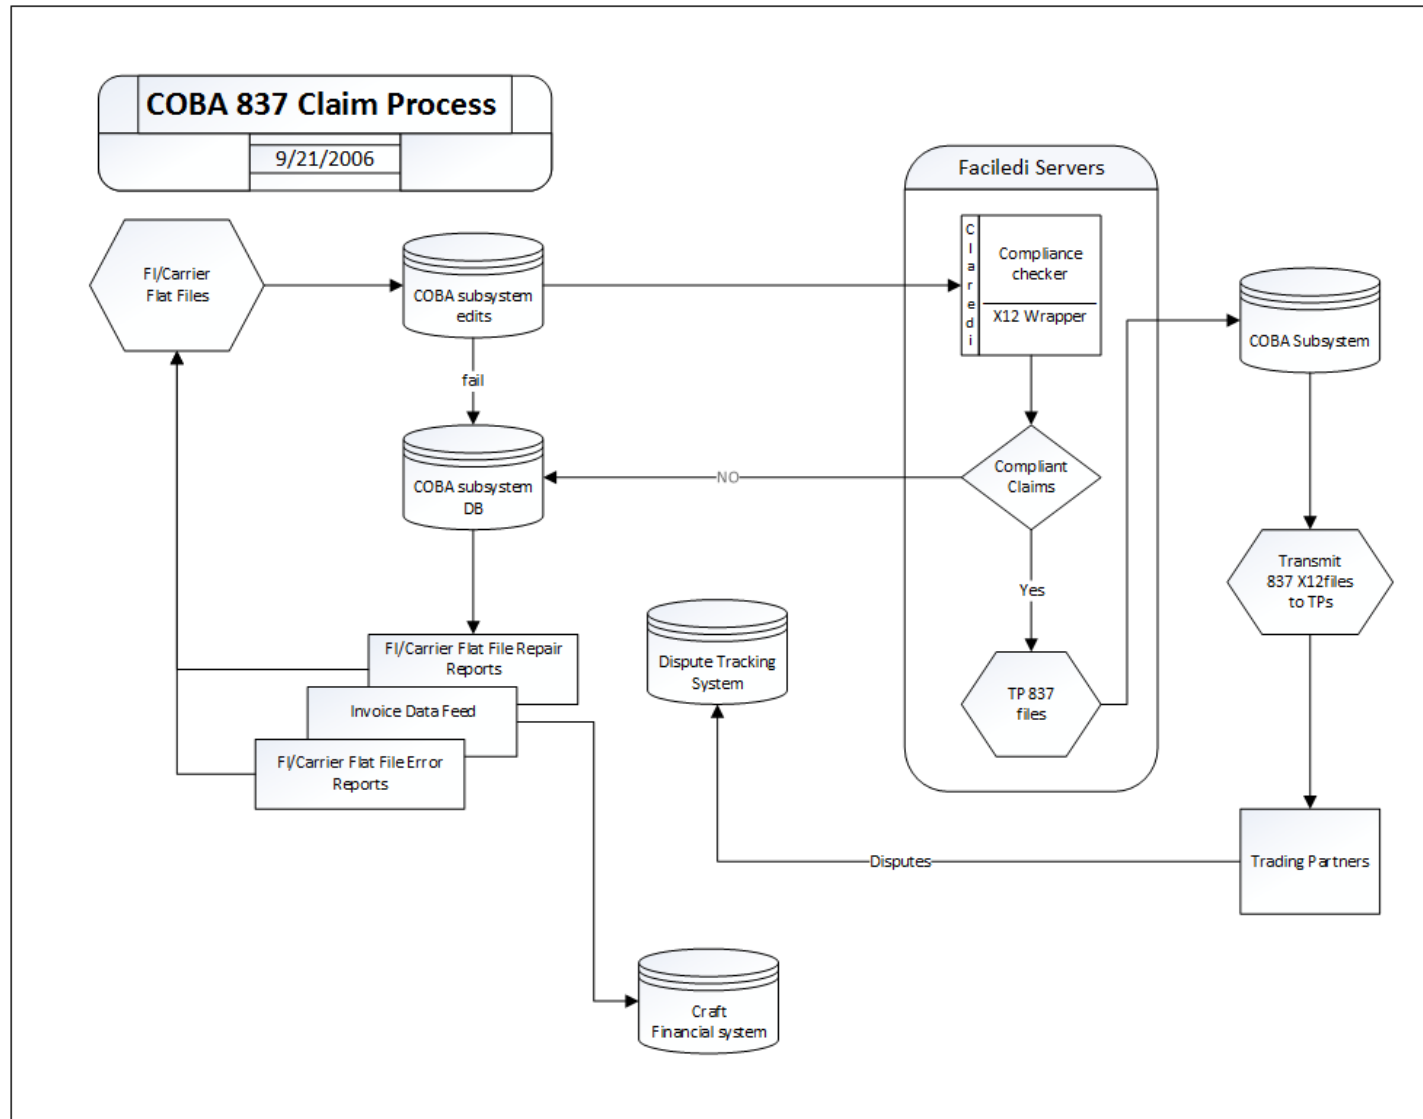 COBA 837 Claim Process
9/21/2006
Faciledi Servers
FI/Carrier
Flat Files
COBA subsystem
edits
Claredi
Compliance
checker
X12 Wrapper
COBA Subsystem
fail
COBA subsystem
DB
NO
Compliant
Claims
Transmit
837 X12files
to TPs
Yes
FI/Carrier Flat File Repair
Reports
Dispute Tracking
System
TP 837
files
Invoice Data Feed
FI/Carrier Flat File Error
Reports
Disputes
Trading Partners
Craft
Financial system